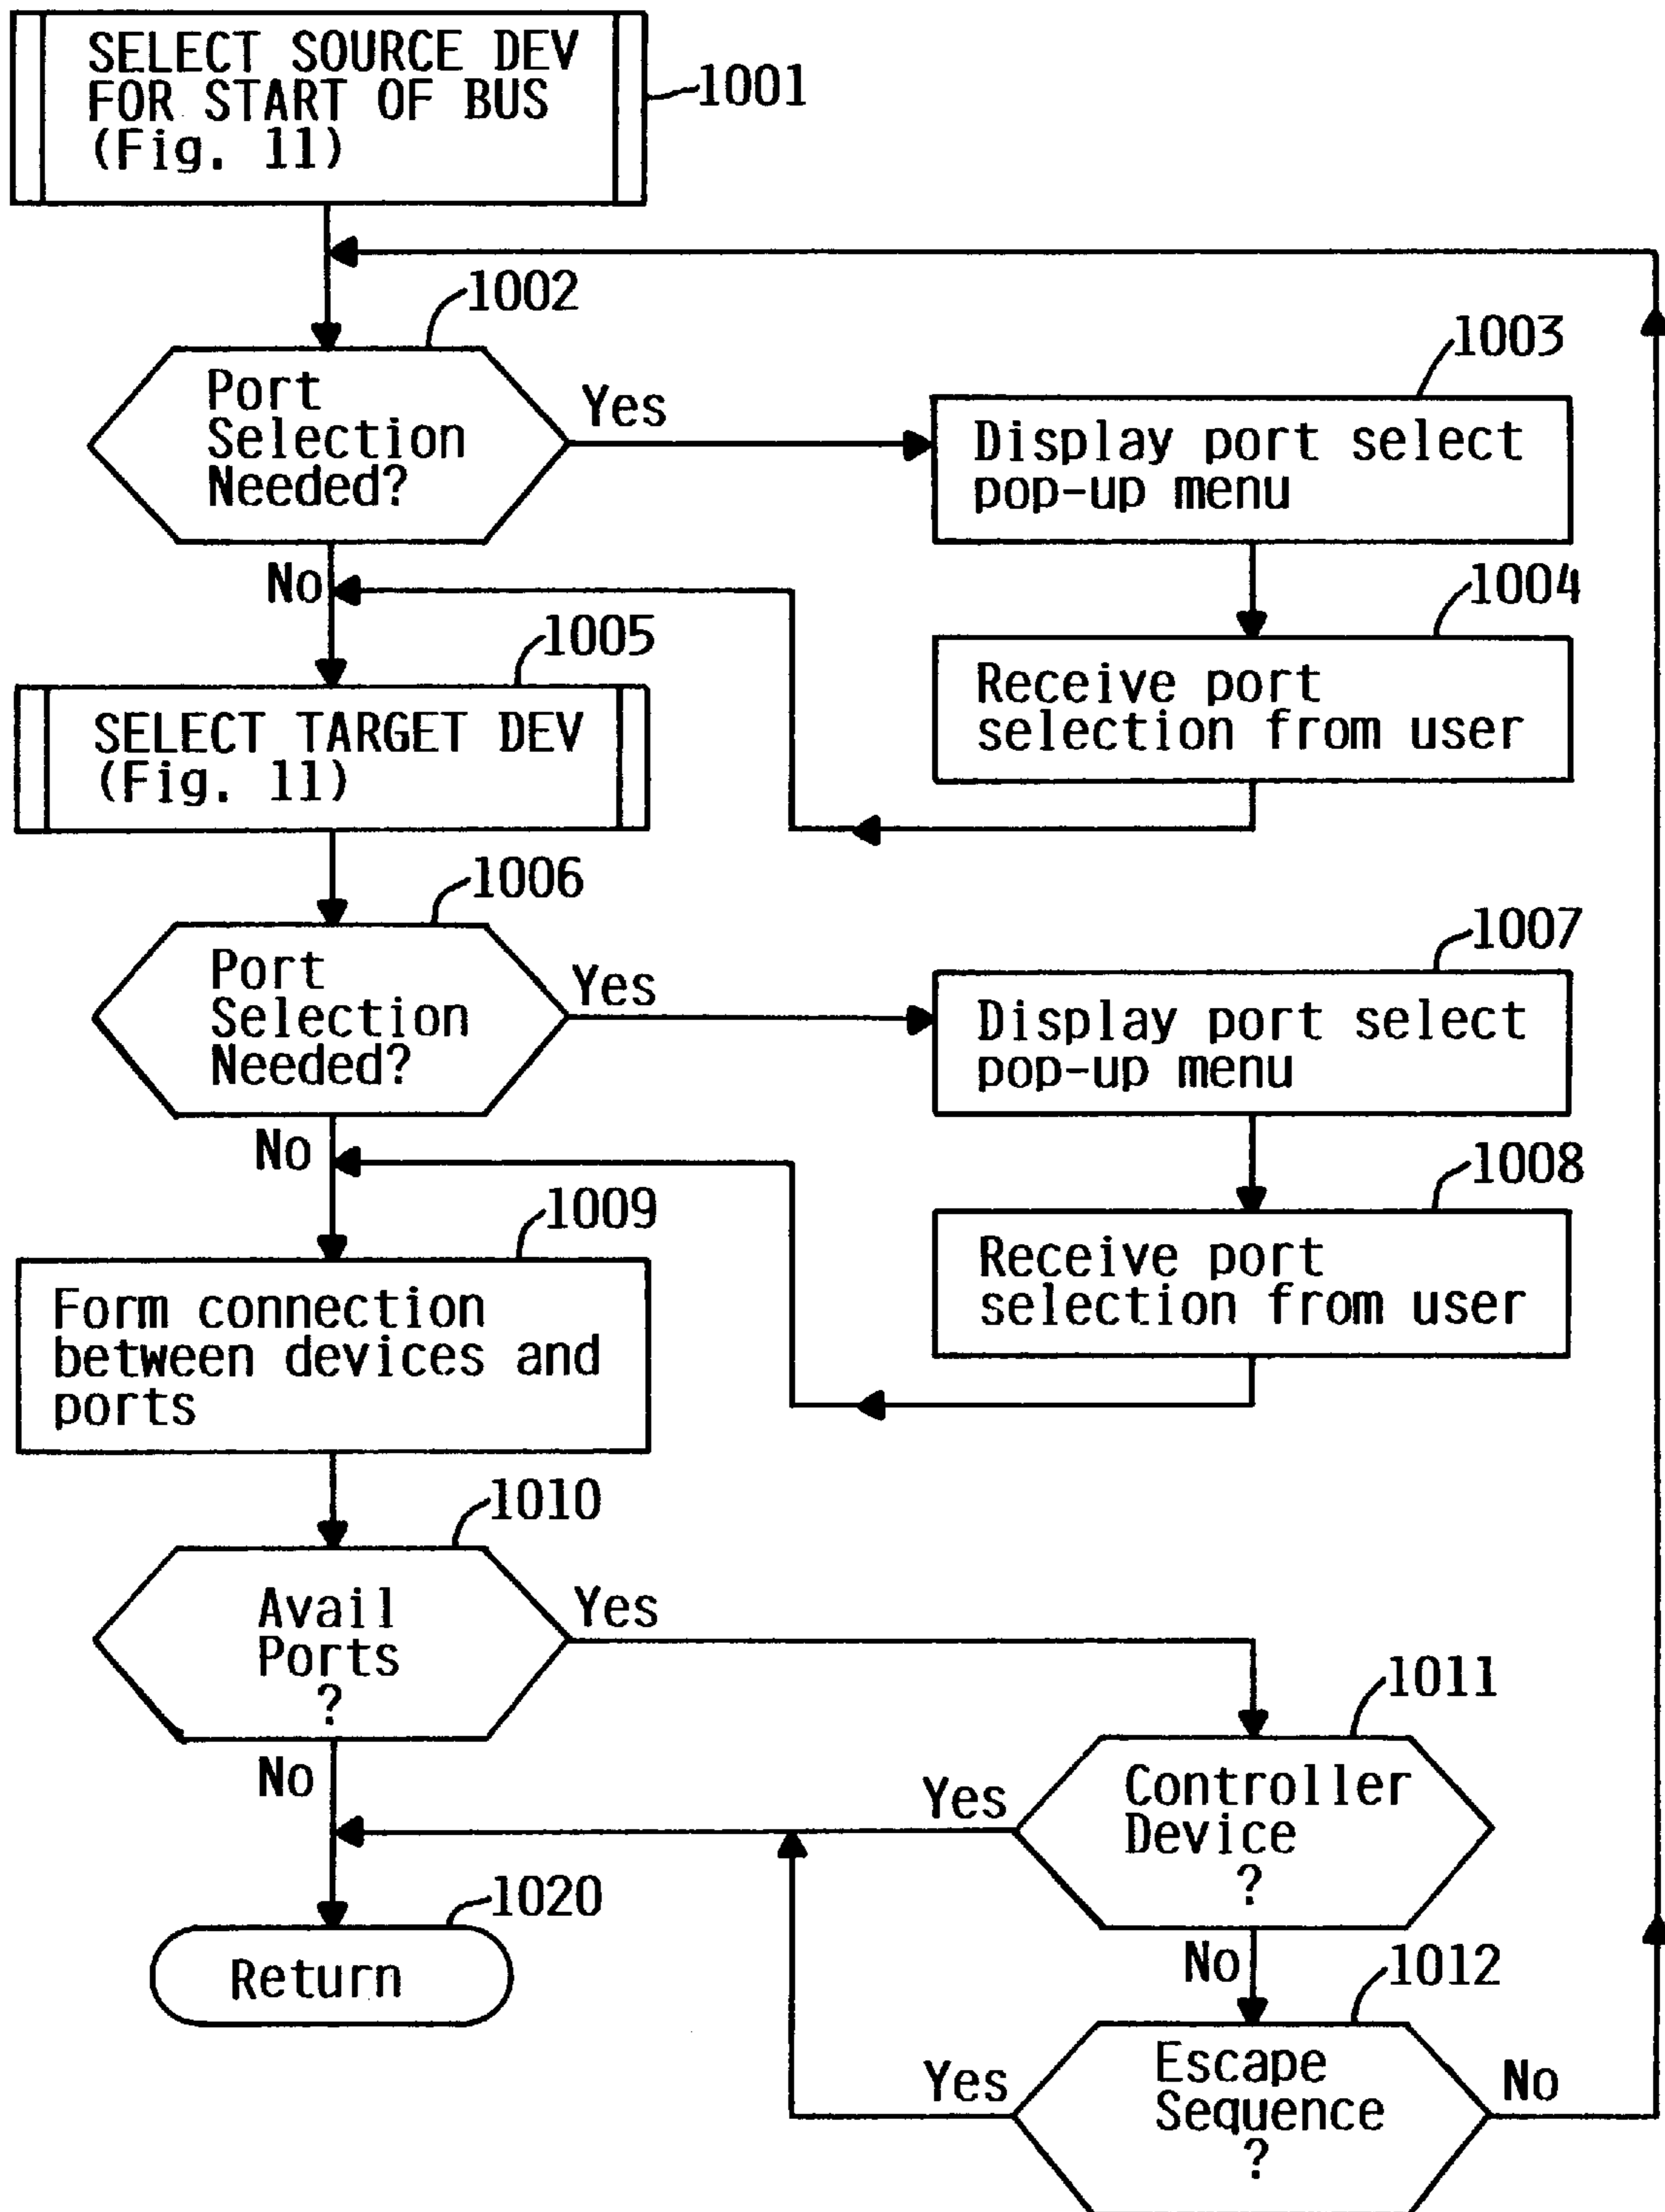 SELECT SOURCE DEV
FOR START OF BUS
(Fig. 11)
1001
1002
Port
Selection
Needed?
Yes
1003
Display port select
pop-up menu
No
1004
Receive port
selection from user
1005
SELECT TARGET DEV
(Fig. 11)
1006
Port
Selection
Needed?
Yes
1007
Display port select
pop-up menu
No
1008
Receive port
selection from user
1009
Form connection
between devices and
ports
1010
Avail
Ports
?
Yes
No
1011
Controller
Device
?
Yes
No
1020
Return
1012
Escape
Sequence
?
Yes
No